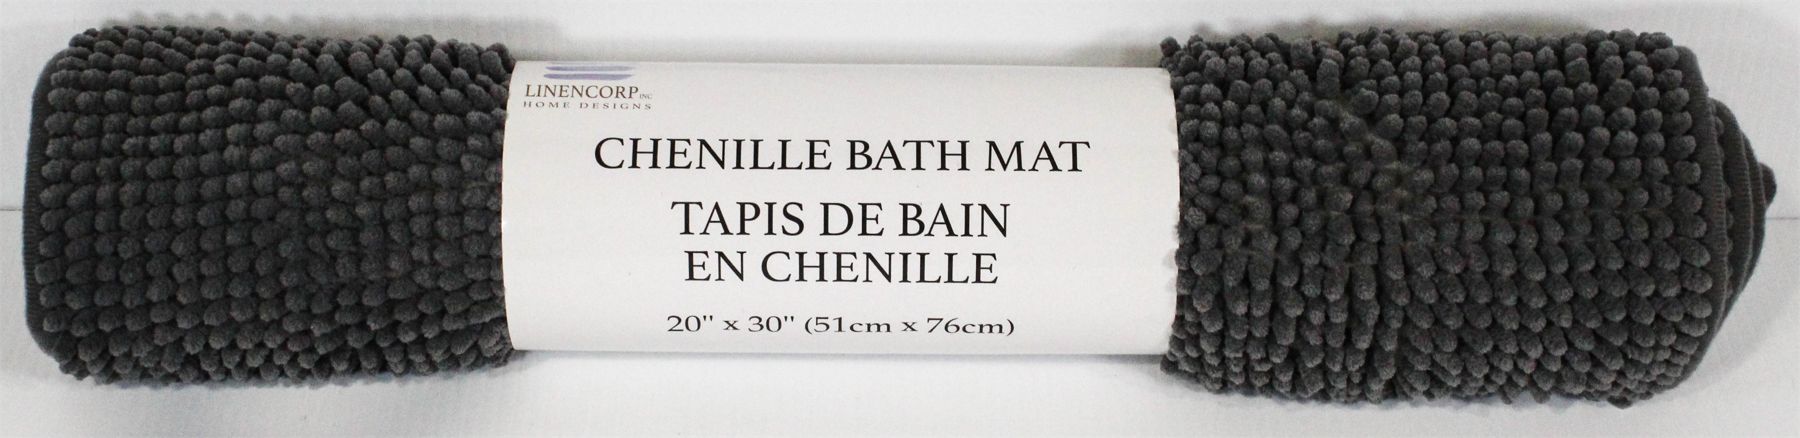 LINENCORP INC
HOME DESIGNS
CHENILLE BATH MAT
TAPIS DE BAIN
EN CHENILLE
20" x 30" (51cm x 76cm)